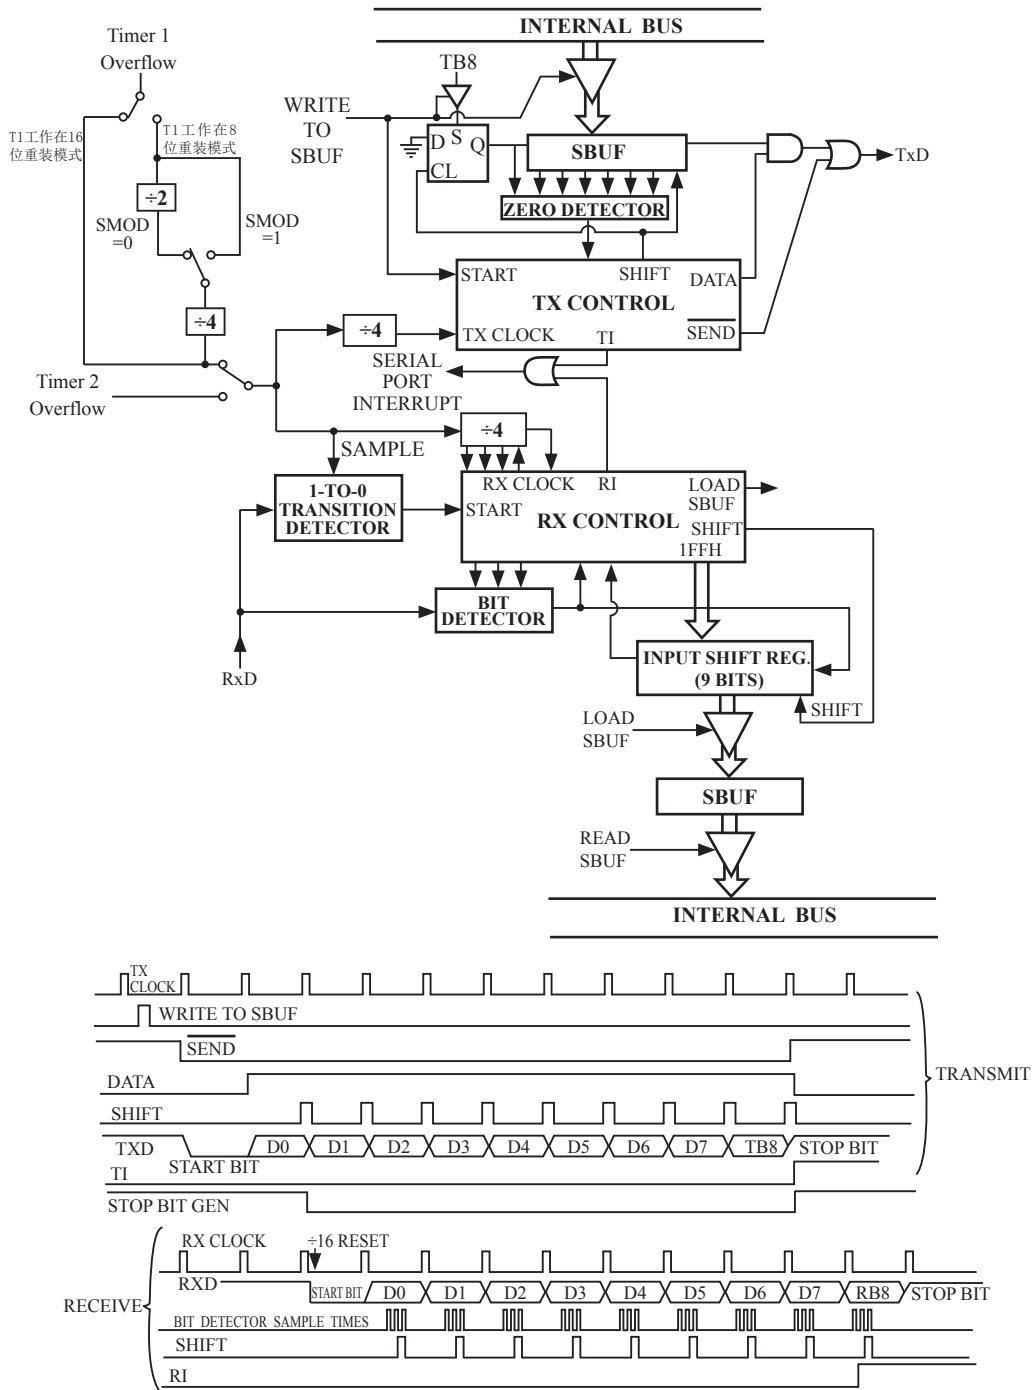 INTERNAL BUS
Timer 1
Overflow
TB8
WRITE
TO
SBUF
T1工作在16
位重装模式
T1工作在8
位重装模式
D
S
Q
CL
SBUF
TxD
÷2
SMOD
=0
SMOD
=1
ZERO DETECTOR
START
SHIFT
DATA
TX CONTROL
÷4
÷4
TX CLOCK
TI
SEND
SERIAL
PORT
INTERRUPT
Timer 2
Overflow
÷4
SAMPLE
1-TO-0
TRANSITION
DETECTOR
RX CLOCK
RI
LOAD
SBUF
START
RX CONTROL
SHIFT
1FFH
BIT
DETECTOR
RxD
INPUT SHIFT REG.
(9 BITS)
SHIFT
LOAD
SBUF
SBUF
READ
SBUF
INTERNAL BUS
TX
CLOCK
WRITE TO SBUF
SEND
DATA
TRANSMIT
SHIFT
TXD
START BIT
D0
D1
D2
D3
D4
D5
D6
D7
TB8
STOP BIT
TI
STOP BIT GEN
RX CLOCK
÷16 RESET
RXD
START BIT
D0
D1
D2
D3
D4
D5
D6
D7
RB8
STOP BIT
RECEIVE
BIT DETECTOR SAMPLE TIMES
SHIFT
RI